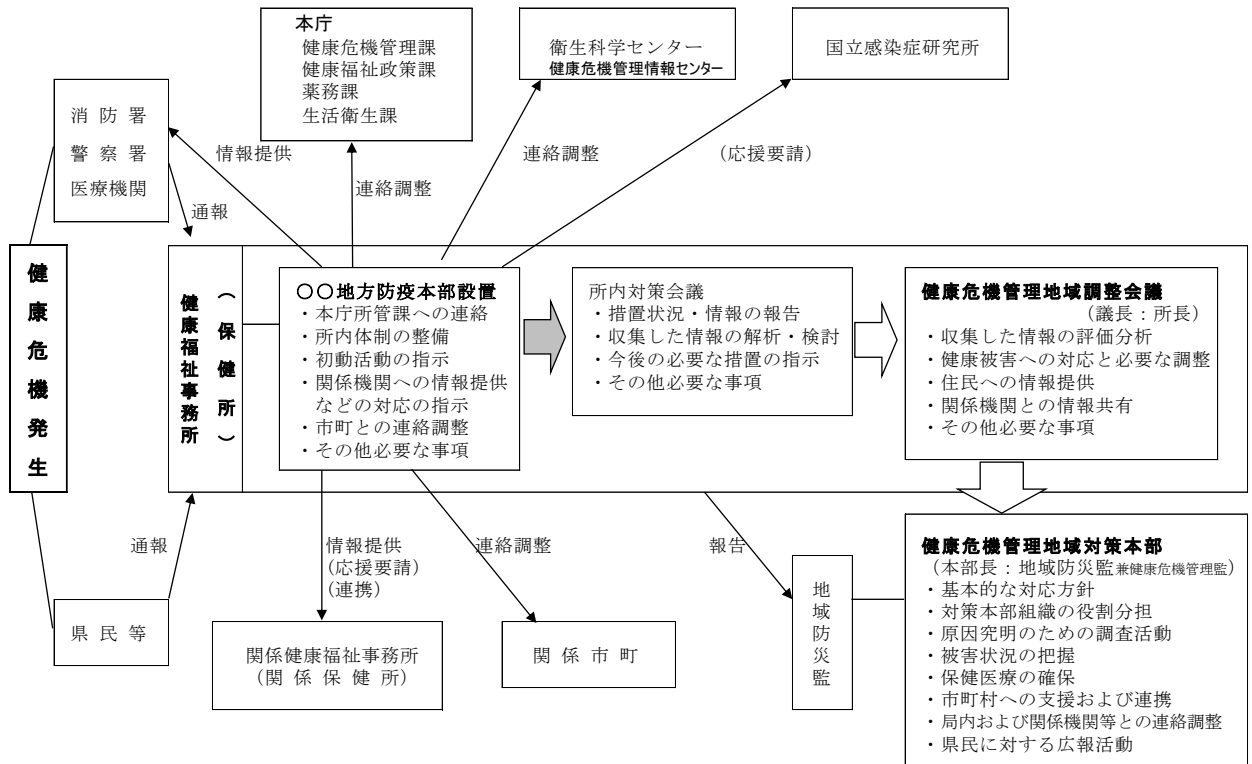 本庁
健康危機管理課
健康福祉政策課
薬務課
生活衛生課
衛生科学センター
健康危機管理情報センター
国立感染症研究所
消防署
警察署
医療機関
情報提供
連絡調整
連絡調整
(応援要請)
通報
健康危機発生
健康福祉事務所
（保健所）
〇〇地方防疫本部設置
・本庁所管課への連絡
・所内体制の整備
・初動活動の指示
・関係機関への情報提供
などの対応の指示
・市町との連絡調整
・その他必要な事項
所内対策会議
・措置状況・情報の報告
・収集した情報の解析・検討
・今後の必要な措置の指示
・その他必要な事項
健康危機管理地域調整会議
（議長：所長）
・収集した情報の評価分析
・健康被害への対応と必要な調整
・住民への情報提供
・関係機関との情報共有
・その他必要な事項
通報
情報提供
(応援要請)
(連携)
連絡調整
報告
県民等
関係健康福祉事務所
（関係保健所）
関係市町
地域防災監
健康危機管理地域対策本部
（本部長：地域防災監兼健康危機管理監）
・基本的な対応方針
・対策本部組織の役割分担
・原因究明のための調査活動
・被害状況の把握
・保健医療の確保
・市町村への支援および連携
・局内および関係機関等との連絡調整
・県民に対する広報活動